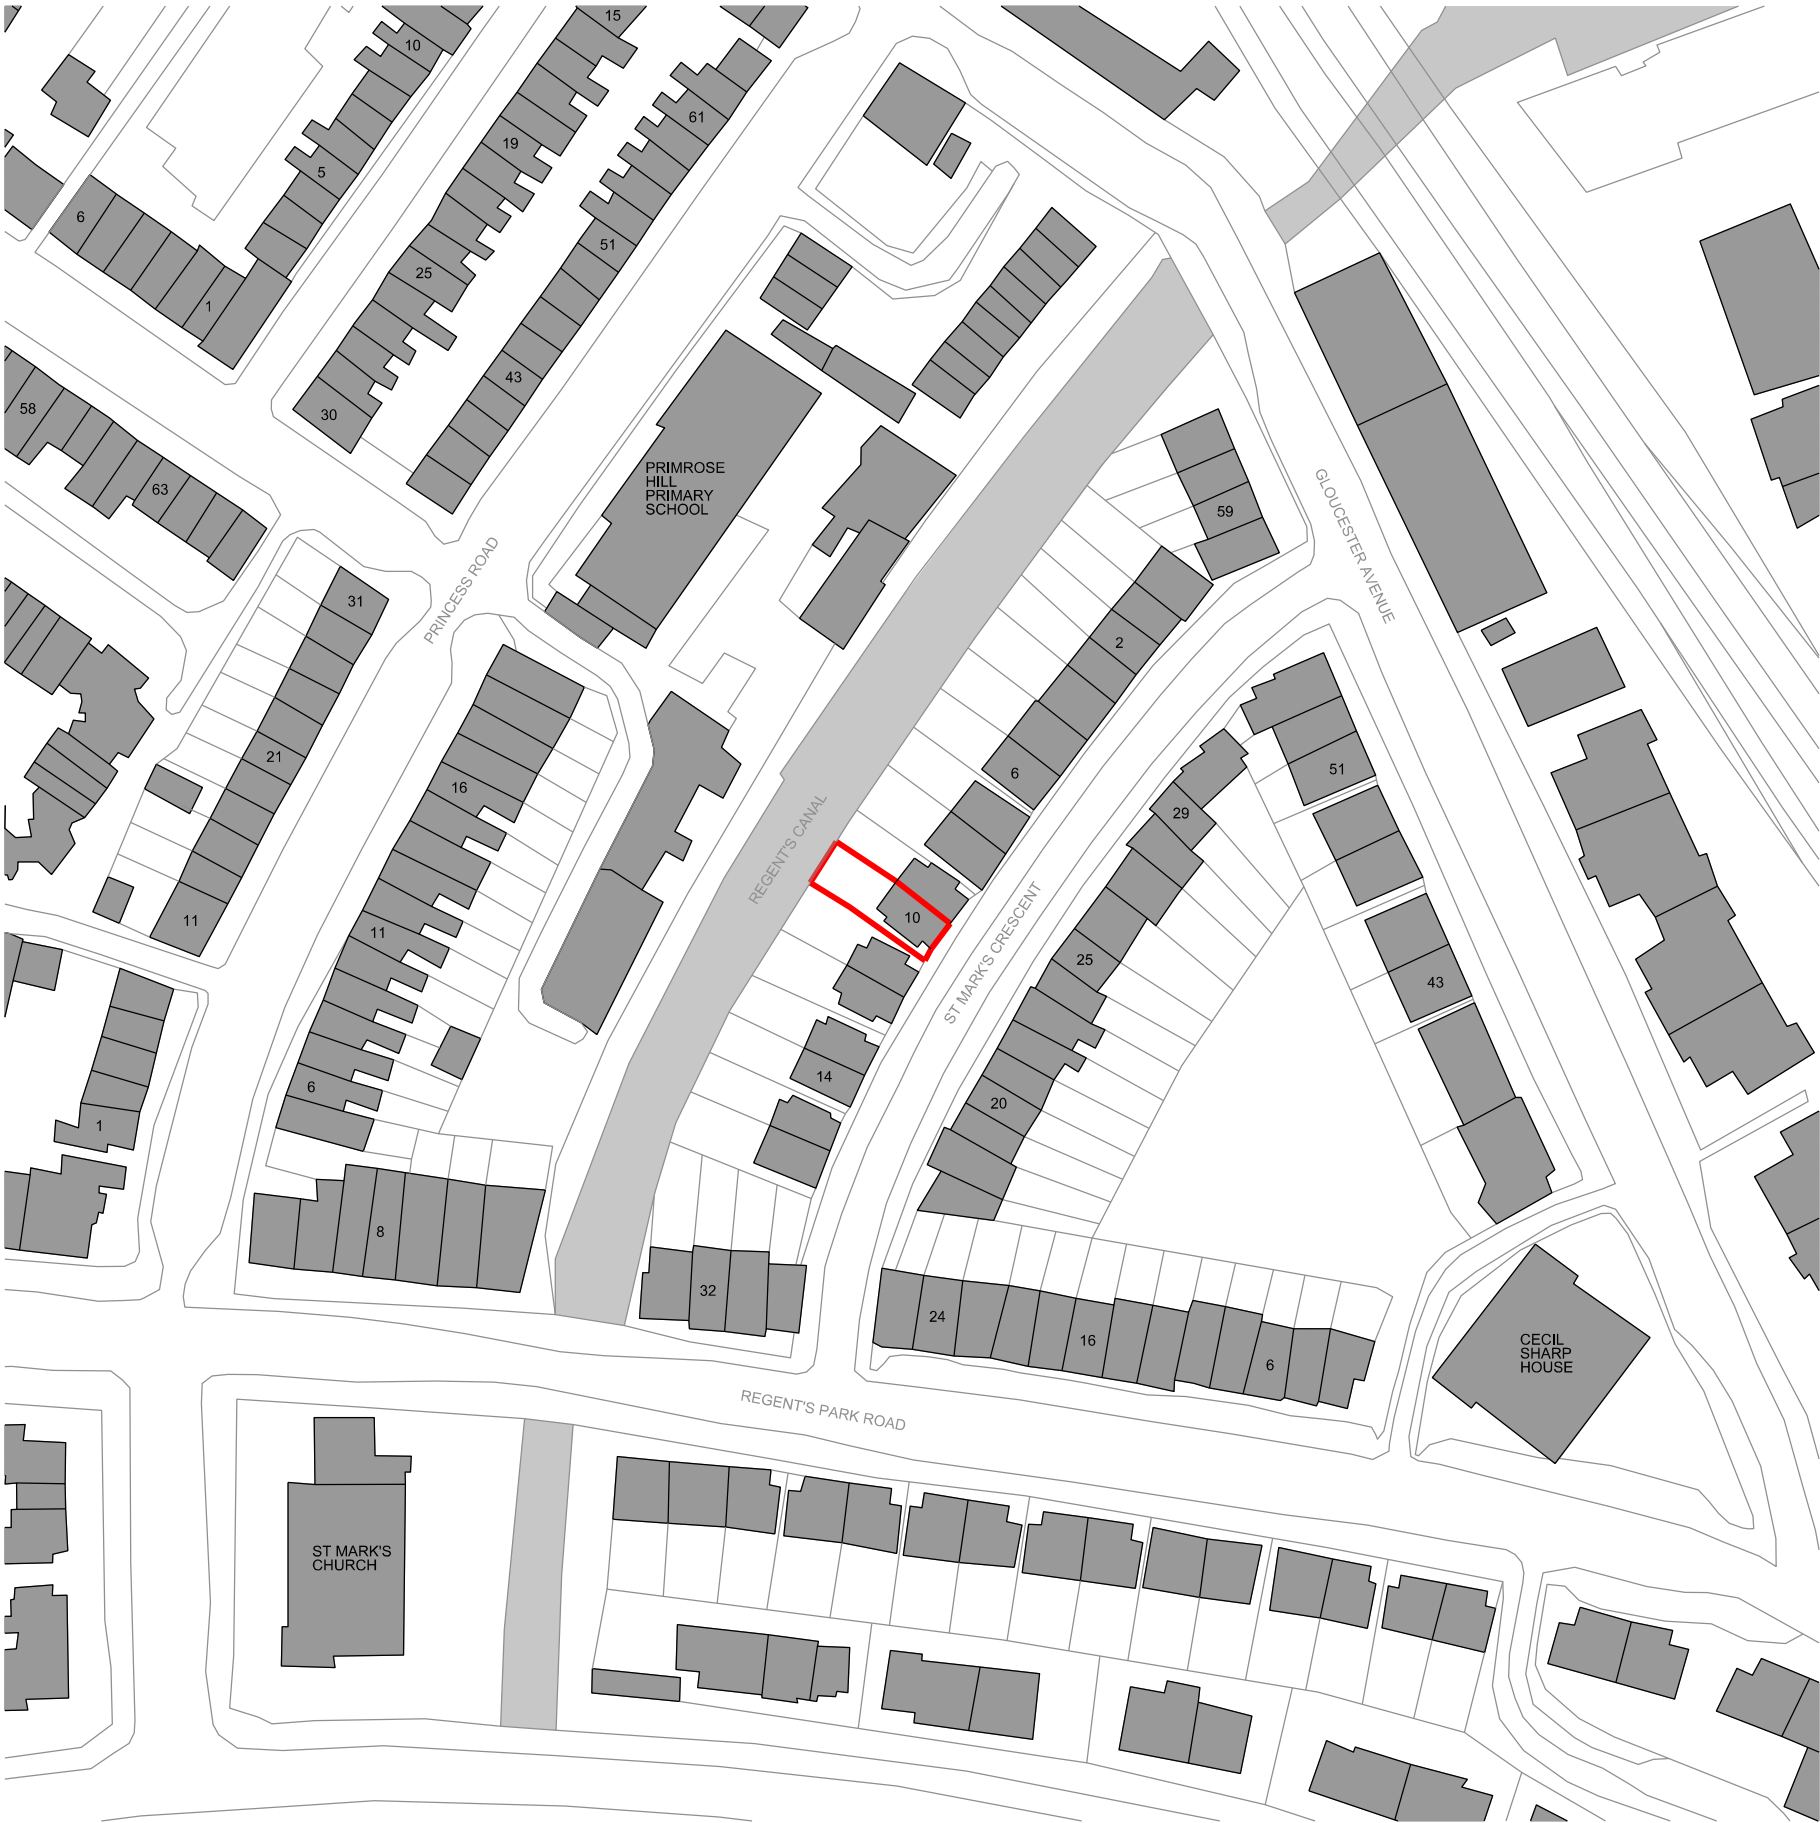 15
10
61
19
5
6
51
25
1
43
58
30
PRIMROSE
HILL
PRIMARY
SCHOOL
63
59
GLOUCESTER AVENUE
PRINCESS ROAD
31
2
21
16
6
51
29
REGENT'S CANAL
10
11
11
ST MARK'S CRESCENT
25
43
14
6
20
1
8
32
24
16
6
CECIL
SHARP
HOUSE
REGENT'S PARK ROAD
ST MARK'S
CHURCH